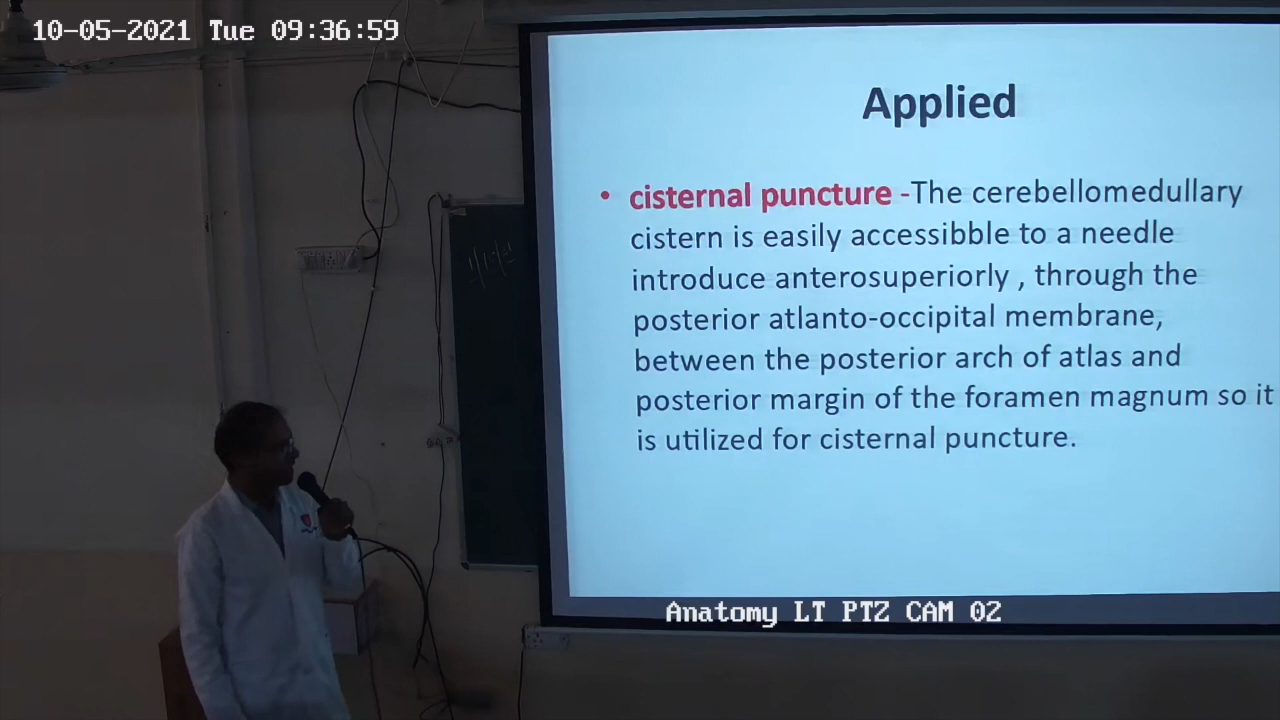 10-05-2021 Tue 09:36:59
Applied
• cisternal puncture -The cerebellomedullary
cistern is easily accessibble to a needle
introduce anterosuperiorly , through the
posterior atlanto-occipital membrane,
between the posterior arch of atlas and
posterior margin of the foramen magnum so it
is utilized for cisternal puncture.
Anatomy LT PTZ CAM 02